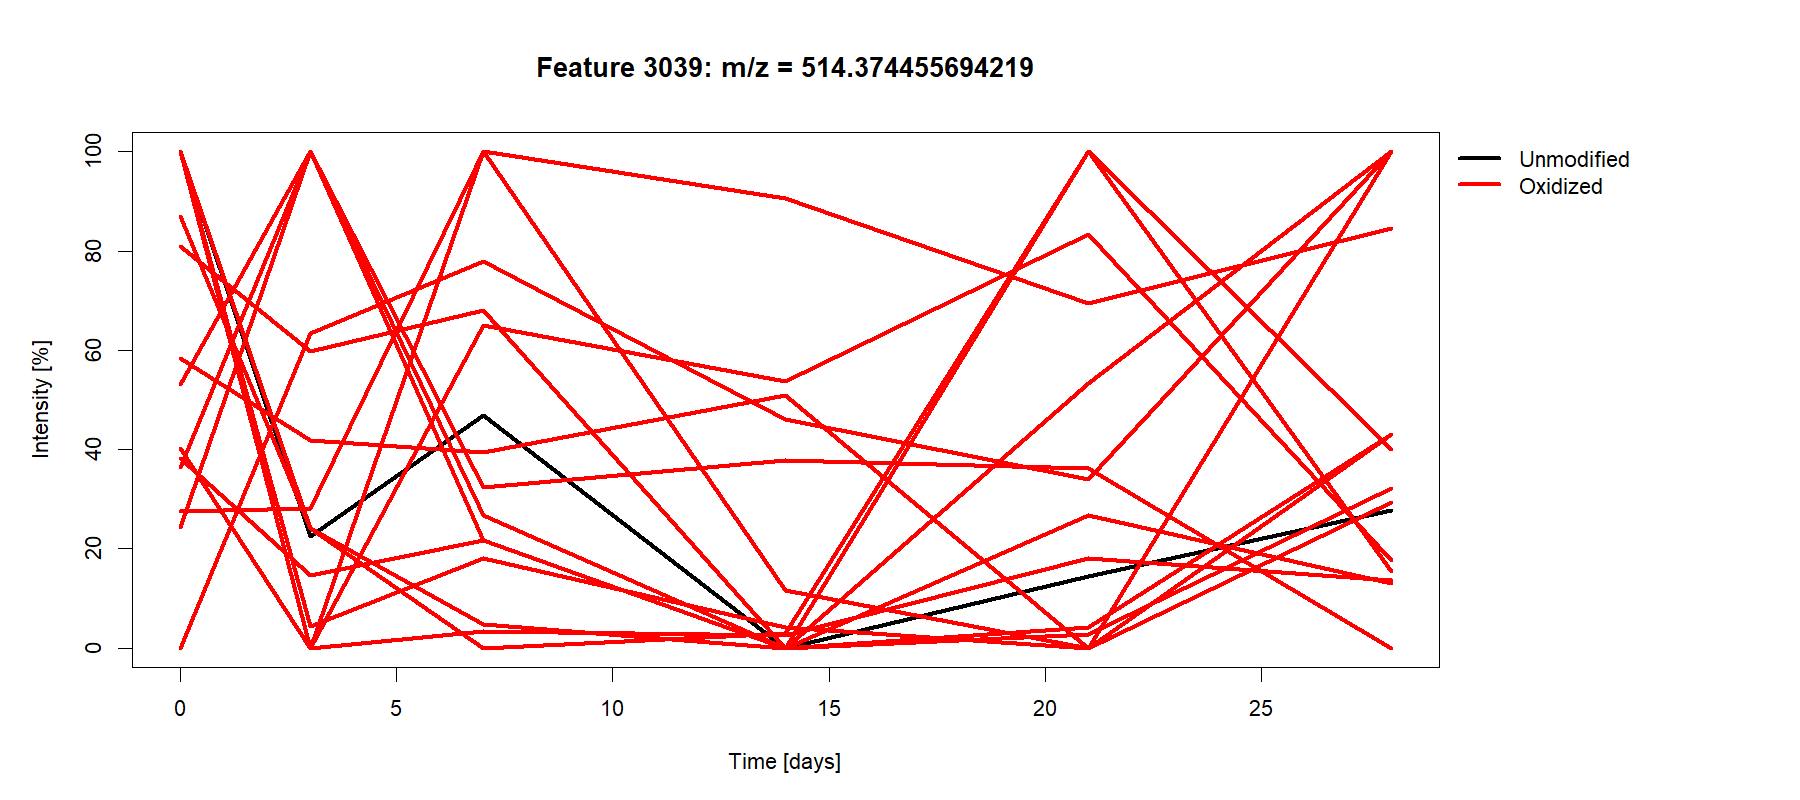 Feature 3039: m/z = 514.374455694219
Unmodified
Oxidized
Intensity [%]
100
80
60
40
20
0
0 5 10 15 20 25
Time [days]